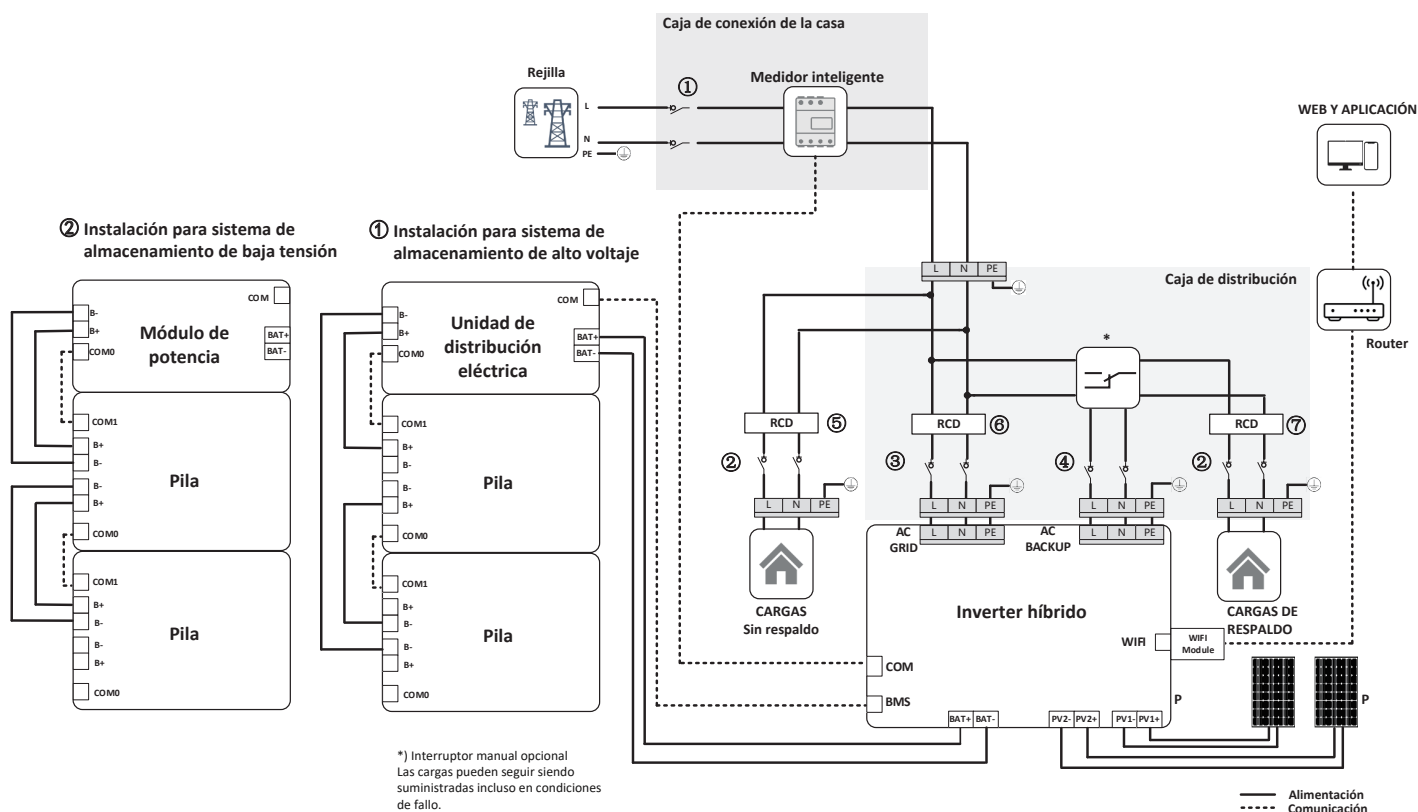 Caja de conexión de la casa
Rejilla
①
Medidor inteligente
L
N
PE
WEB Y APLICACIÓN
Router
② Instalación para sistema de
almacenamiento de baja tensión
① Instalación para sistema de
almacenamiento de alto voltaje
COM
B-
B+
COM0
Módulo de
potencia
BAT+
BAT-
COM1
B+
B-
B-
B+
COM0
Pila
COM1
B+
B-
B-
B+
COM0
Pila
COM
B-
B+
COM0
Unidad de
distribución
eléctrica
BAT+
BAT-
COM1
B+
B-
B-
B+
COM0
Pila
COM1
B+
B-
B-
B+
COM0
Pila
*) Interruptor manual opcional
Las cargas pueden seguir siendo
suministradas incluso en condiciones
de fallo.
L N PE
Caja de distribución
*
RCD ⑤
RCD ⑥
RCD ⑦
②
③
④
②
L N PE
L N PE
L N PE
L N PE
AC
GRID
L N PE
AC
BACKUP
L N PE
CARGAS
Sin respaldo
CARGAS DE
RESPALDO
Inverter híbrido
WIFI
WIFI
Module
COM
BMS
BAT+ BAT-
PV2- PV2+
PV1- PV1+
P
P
Alimentación
Comunicación